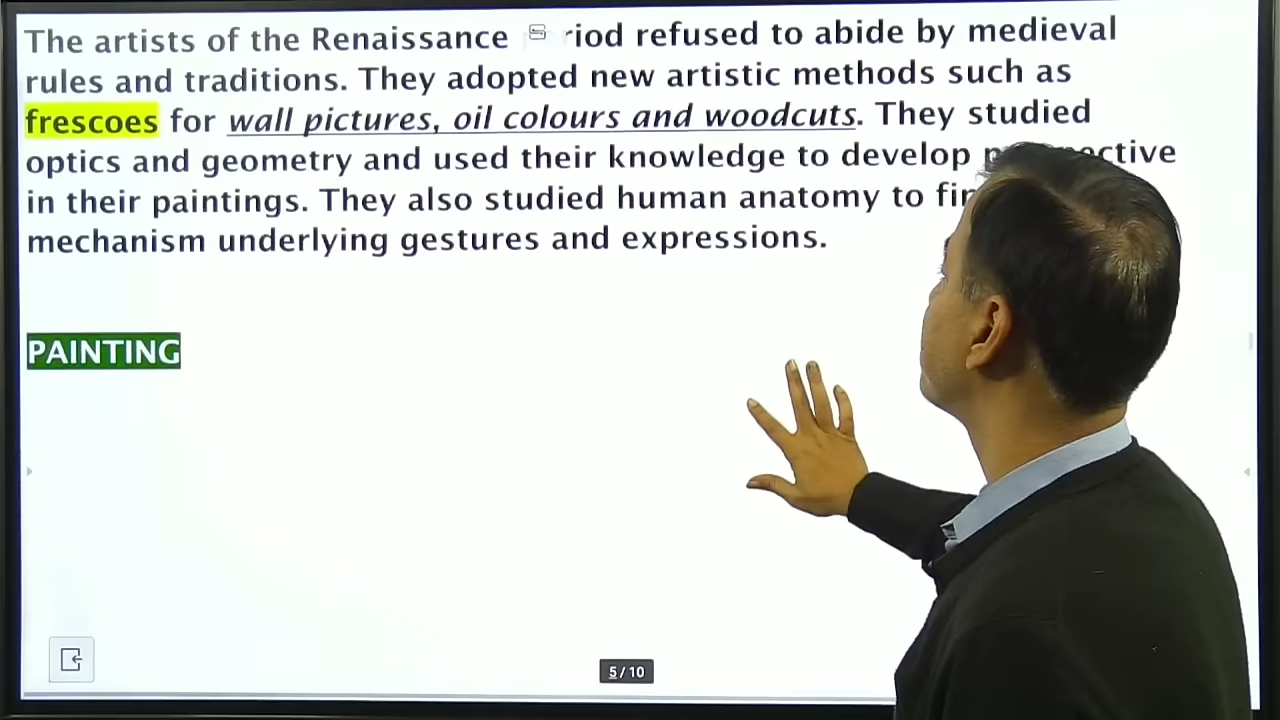 The artists of the Renaissance riod refused to abide by medieval
rules and traditions. They adopted new artistic methods such as
frescoes for wall pictures, oil colours and woodcuts. They studied
optics and geometry and used their knowledge to develop
in their paintings. They also studied human anatomy to
mechanism underlying gestures and expressions.
PAINTING
5/10